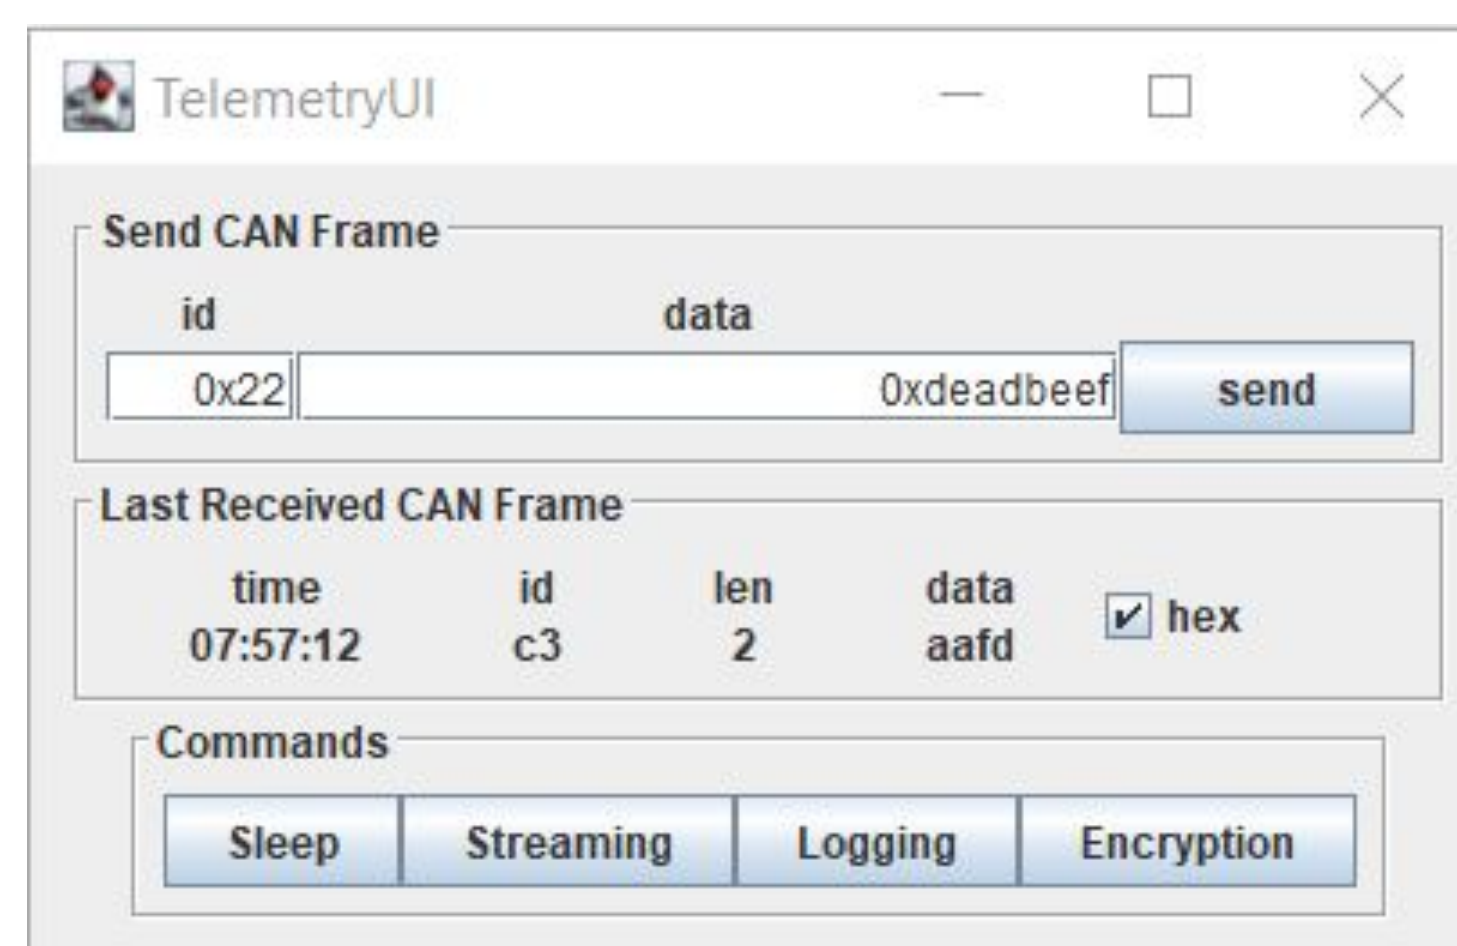 TelemetryUI
Send CAN Frame
id data
0x22 0xdeadbeef send
Last Received CAN Frame
time id len data
hex
07:57:12 c3 2 aafd
Commands
Sleep Streaming Logging Encryption